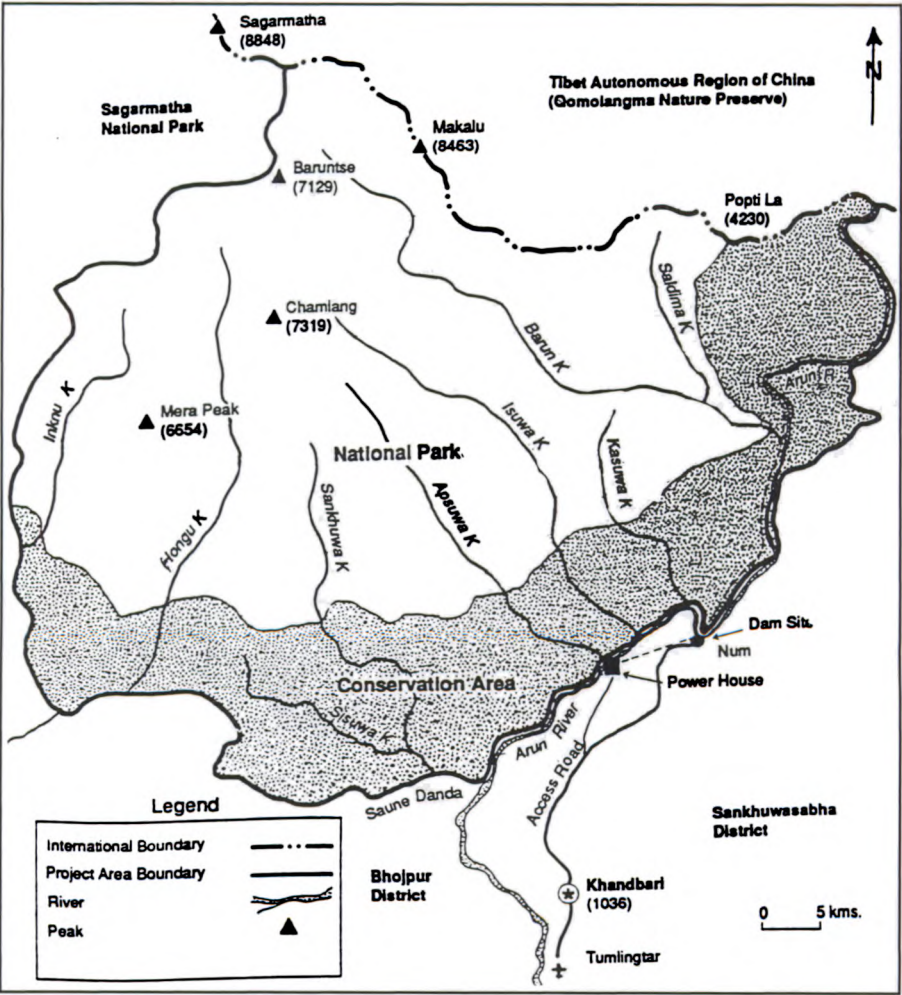 Sagarmatha
(8848)
N
Tibet Autonomous Region of China
(Qomolangma Nature Preserve)
Sagarmatha
National Park
Makalu
(8463)
Baruntse
(7129)
Popti La
(4230)
Saldima K
Chamlang
(7319)
Barun K
Arun R.
Inknu K
Mera Peak
(6654)
Isuwa K
Kasuwa K
National Park
Hongu K
Sankhuwa K
Apsuwa K
Dam Site
Num
Power House
Conservation Area
Sisuwa K
Arun River
Access Road
Saune Danda
Sankhuwasabha
District
Legend
International Boundary
Project Area Boundary
River
Peak
Bhojpur
District
Khandbari
(1036)
0 5 kms.
Tumlingtar